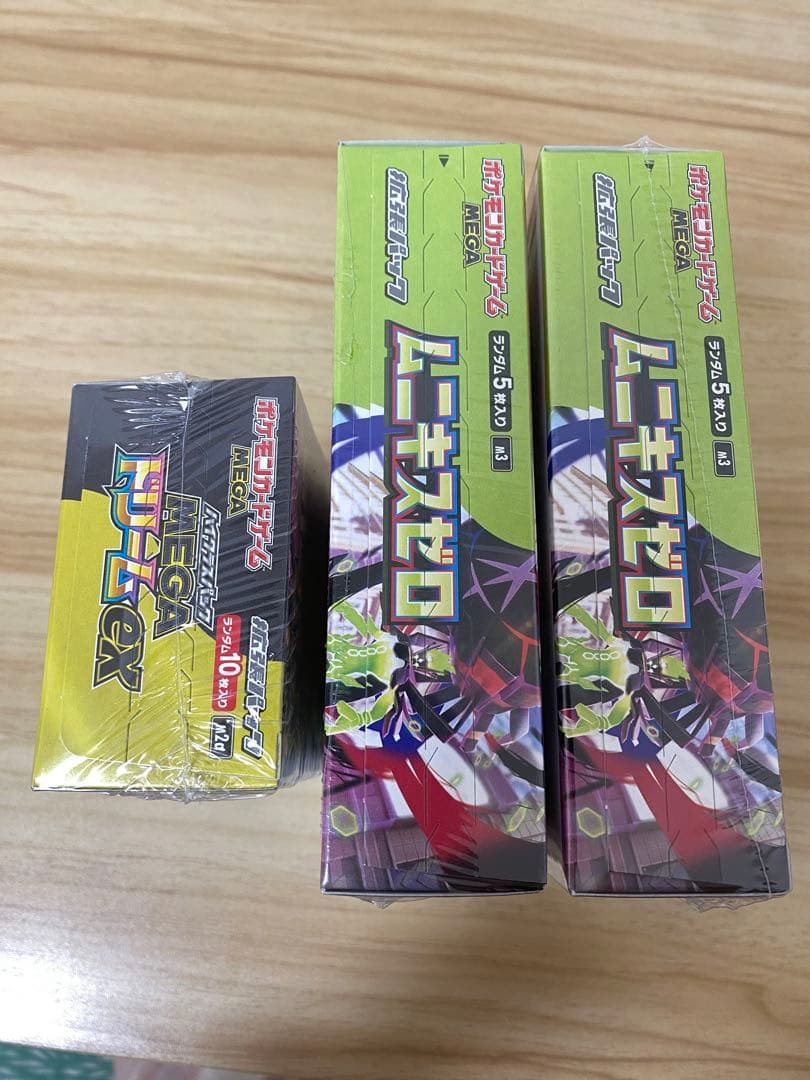 ポケモンカードゲーム
MEGA
ハイクラスパック
MEGA
ドリームex
拡張パック
ランダム10枚入り
M2a
ポケモンカードゲーム
MEGA
拡張パック
ランダム5枚入り
M3
ムニキスゼロ
ポケモンカードゲーム
MEGA
拡張パック
ランダム5枚入り
M3
ムニキスゼロ